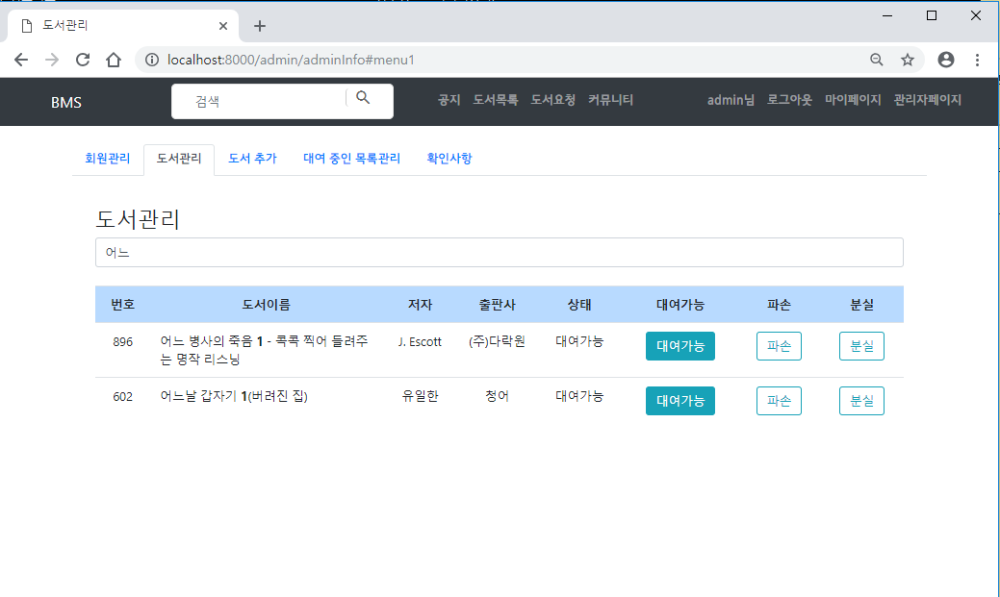 도서관리
localhost:8000/admin/adminInfo#menu1
BMS 검색 공지 도서목록 도서요청 커뮤니티 admin님 로그아웃 마이페이지 관리자페이지
회원관리 도서관리 도서 추가 대여 중인 목록관리 확인사항
도서관리
어느
번호 도서이름 저자 출판사 상태 대여가능 파손 분실
896 어느 병사의 죽음 1 - 콕콕 찍어 들려주 J. Escott (주)다락원 대여가능 대여가능 파손 분실
는 명작 리스닝
602 어느날 갑자기 1(버려진 집) 유일한 청어 대여가능 대여가능 파손 분실